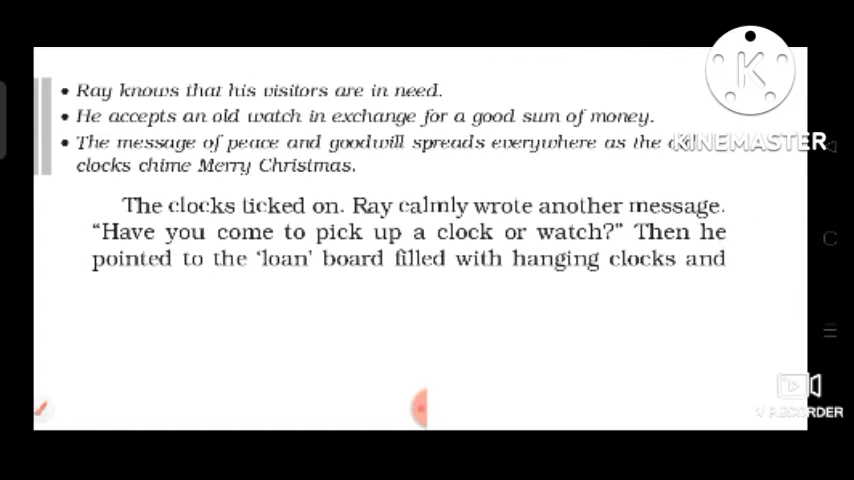 • Ray knows that his visitors are in need.
• He accepts an old watch in exchange for a good sum of money.
• The message of peace and goodwill spreads everywhere as the
KINEMASTER
clocks chime Merry Christmas.
The clocks ticked on. Ray calmly wrote another message.
“Have you come to pick up a clock or watch?” Then he
pointed to the ‘loan’ board filled with hanging clocks and
V RECORDER